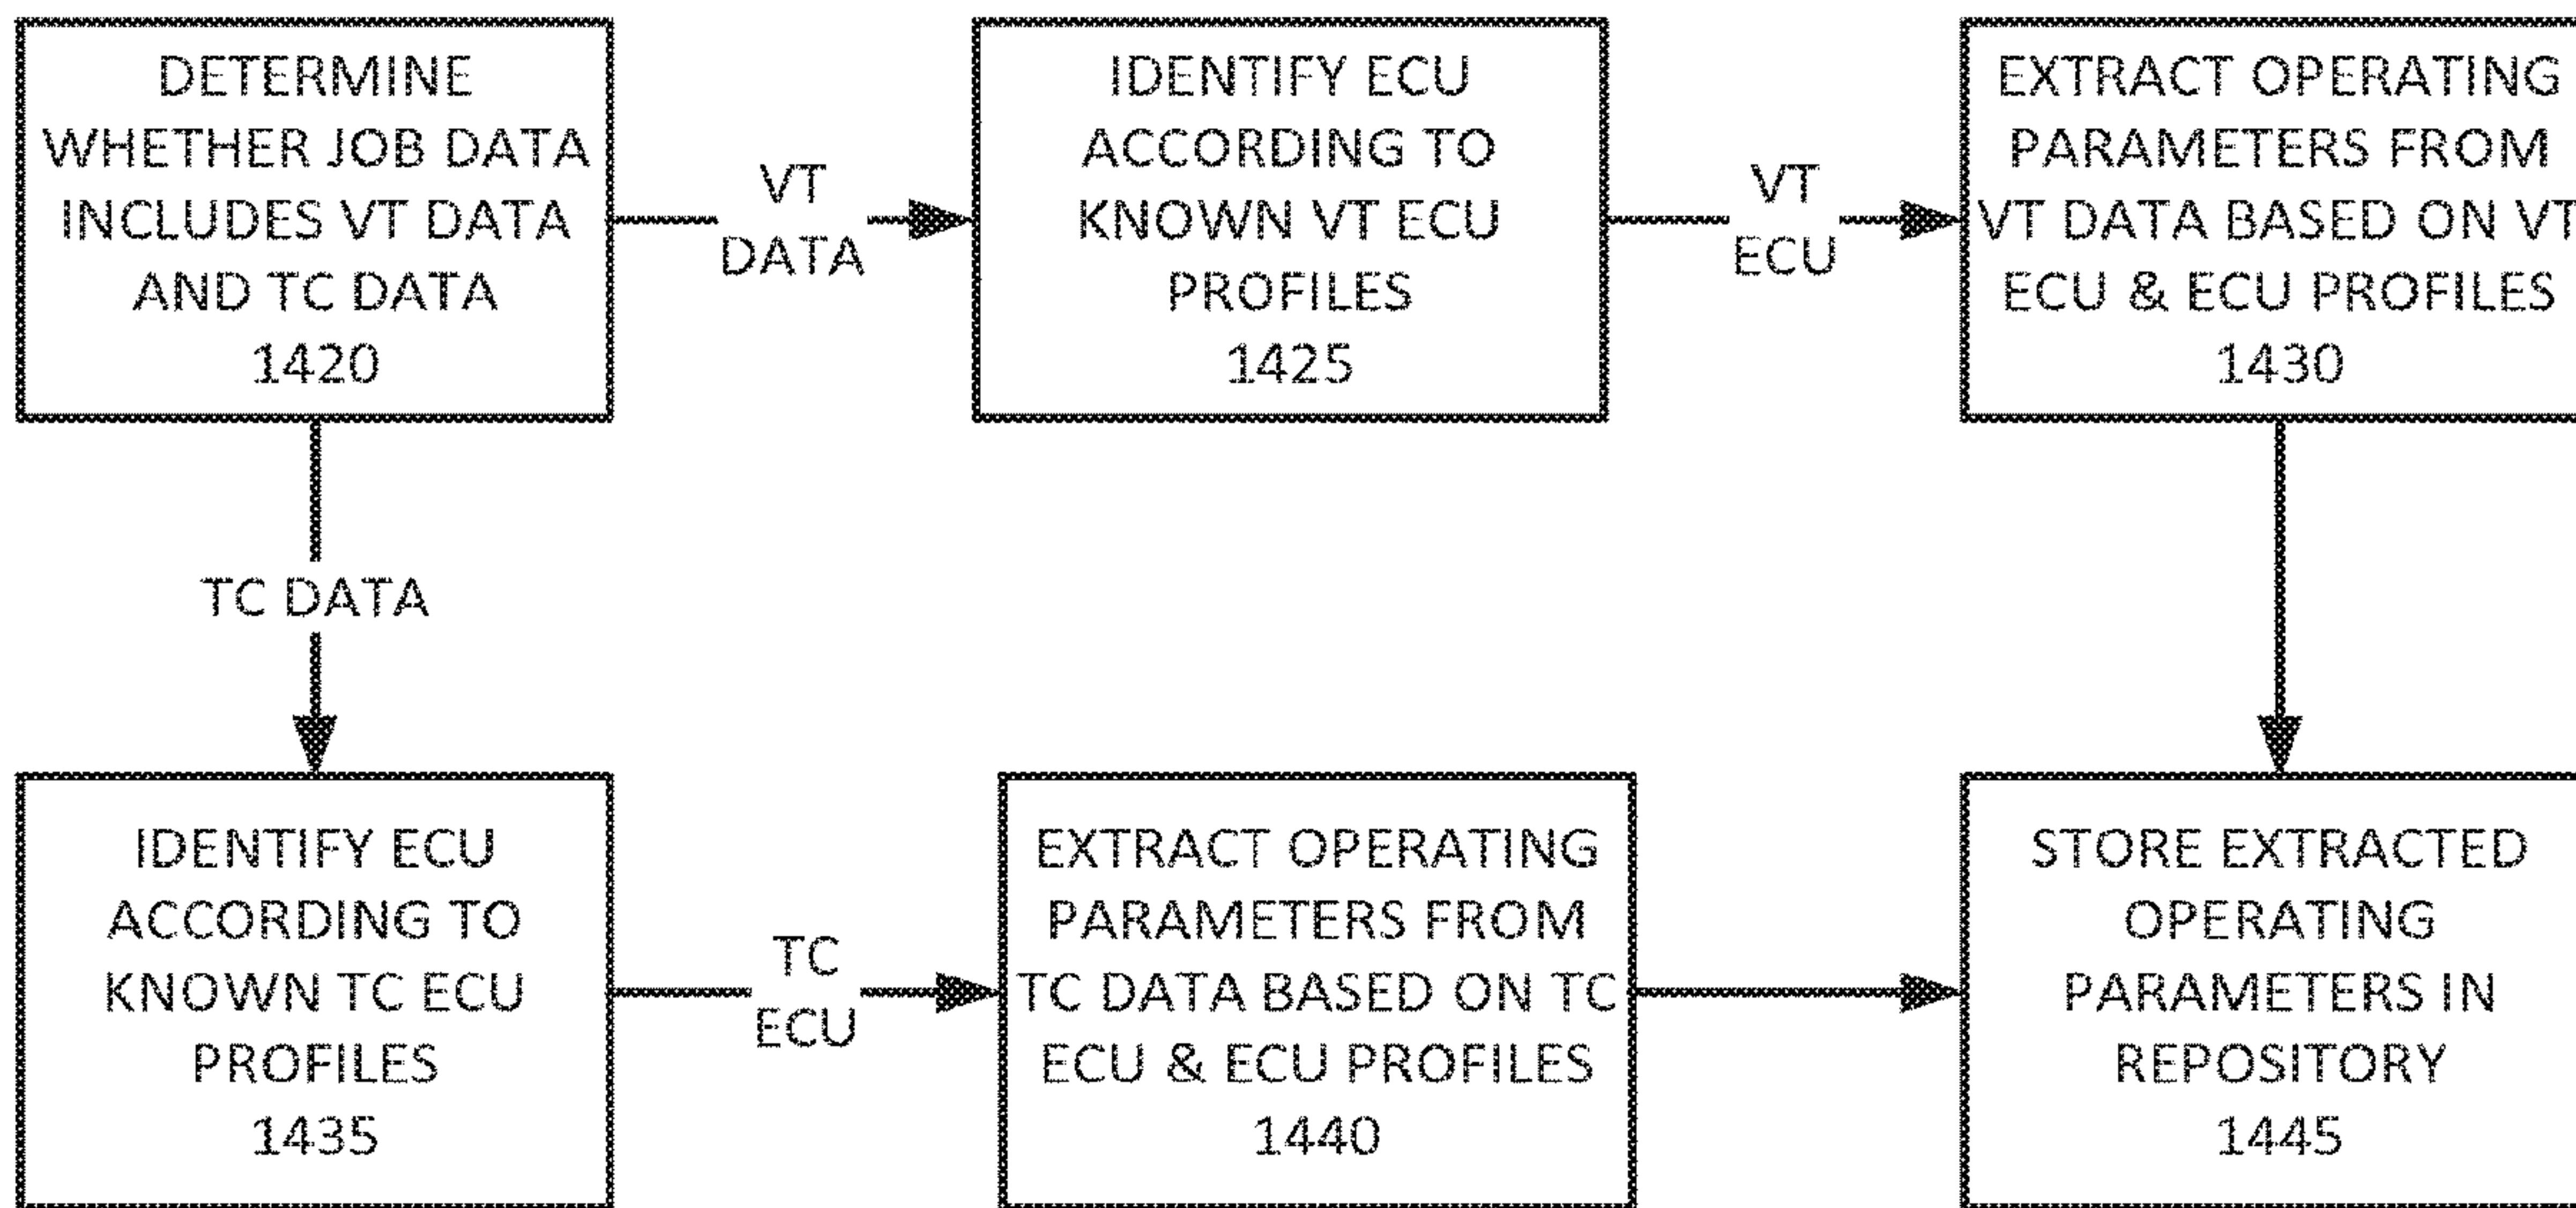 DETERMINE
WHETHER JOB DATA
INCLUDES VT DATA
AND TC DATA
1420
VT
DATA
IDENTIFY ECU
ACCORDING TO
KNOWN VT ECU
PROFILES
1425
VT
ECU
EXTRACT OPERATING
PARAMETERS FROM
VT DATA BASED ON VT
ECU & ECU PROFILES
1430
TC DATA
IDENTIFY ECU
ACCORDING TO
KNOWN TC ECU
PROFILES
1435
TC
ECU
EXTRACT OPERATING
PARAMETERS FROM
TC DATA BASED ON TC
ECU & ECU PROFILES
1440
STORE EXTRACTED
OPERATING
PARAMETERS IN
REPOSITORY
1445